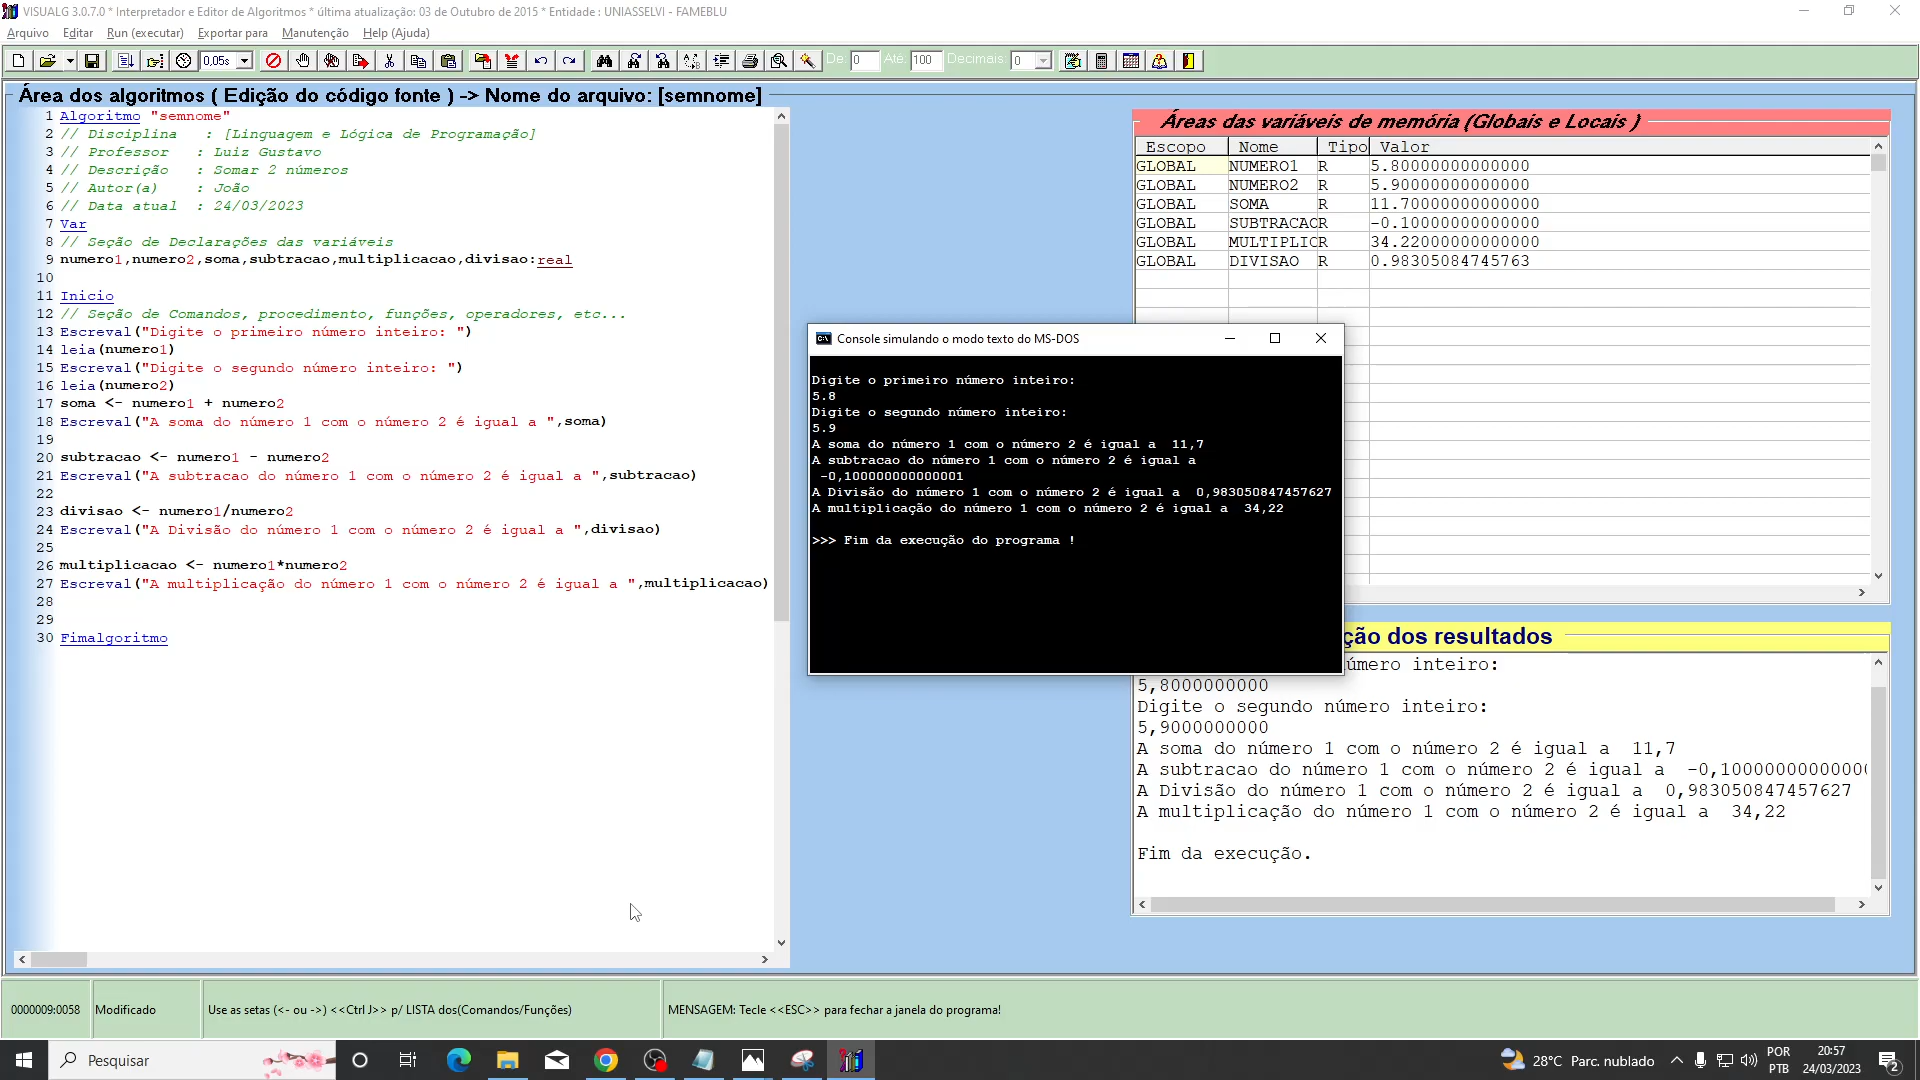 VISUALG 3.0.7.0 * Interpretador e Editor de Algoritmos * última atualização: 03 de Outubro de 2015 * Entidade : UNIASSELVI - FAMEBLU
Arquivo Editar Run (executar) Exportar para Manutenção Help (Ajuda)
0,05s De: 0 Até: 100 Decimais: 0
Área dos algoritmos ( Edição do código fonte ) -> Nome do arquivo: [semnome]
1 Algoritmo "semnome"
2 // Disciplina : [Linguagem e Lógica de Programação]
3 // Professor : Luiz Gustavo
4 // Descrição : Somar 2 números
5 // Autor(a) : João
6 // Data atual : 24/03/2023
7 Var
8 // Seção de Declarações das variáveis
9 numero1,numero2,soma,subtracao,multiplicacao,divisao:real
10
11 Inicio
12 // Seção de Comandos, procedimento, funções, operadores, etc...
13 Escreval("Digite o primeiro número inteiro: ")
14 leia(numero1)
15 Escreval("Digite o segundo número inteiro: ")
16 leia(numero2)
17 soma <- numero1 + numero2
18 Escreval("A soma do número 1 com o número 2 é igual a ",soma)
19
20 subtracao <- numero1 - numero2
21 Escreval("A subtracao do número 1 com o número 2 é igual a ",subtracao)
22
23 divisao <- numero1/numero2
24 Escreval("A Divisão do número 1 com o número 2 é igual a ",divisao)
25
26 multiplicacao <- numero1*numero2
27 Escreval("A multiplicação do número 1 com o número 2 é igual a ",multiplicacao)
28
29
30 Fimalgoritmo
Áreas das variáveis de memória (Globais e Locais )
Escopo Nome Tipo Valor
GLOBAL NUMERO1 R 5.80000000000000
GLOBAL NUMERO2 R 5.90000000000000
GLOBAL SOMA R 11.70000000000000
GLOBAL SUBTRACAO R -0.10000000000000
GLOBAL MULTIPLIC R 34.22000000000000
GLOBAL DIVISAO R 0.98305084745763
Console simulando o modo texto do MS-DOS
Digite o primeiro número inteiro:
5.8
Digite o segundo número inteiro:
5.9
A soma do número 1 com o número 2 é igual a 11,7
A subtracao do número 1 com o número 2 é igual a
-0,100000000000001
A Divisão do número 1 com o número 2 é igual a 0,983050847457627
A multiplicação do número 1 com o número 2 é igual a 34,22
>>> Fim da execução do programa !
ção dos resultados
úmero inteiro:
5,8000000000
Digite o segundo número inteiro:
5,9000000000
A soma do número 1 com o número 2 é igual a 11,7
A subtracao do número 1 com o número 2 é igual a -0,10000000000000
A Divisão do número 1 com o número 2 é igual a 0,983050847457627
A multiplicação do número 1 com o número 2 é igual a 34,22
Fim da execução.
0000009:0058 Modificado Use as setas (<- ou ->) <<Ctrl J>> p/ LISTA dos(Comandos/Funções) MENSAGEM: Tecle <<ESC>> para fechar a janela do programa!
Pesquisar
28°C Parc. nublado
POR
PTB
20:57
24/03/2023
2